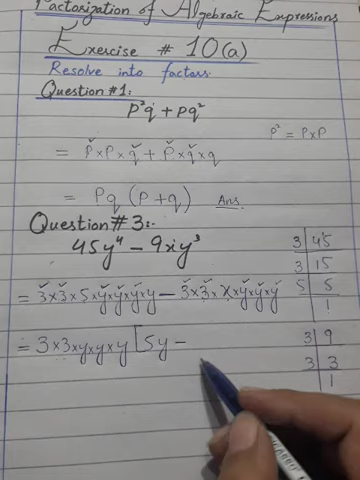 Factorization of Algebraic Expressions
Exercise # 10(a)
Resolve into factors.
Question #1:
p²q + pq²
p² = p×p
= p×p×q + p×q×q
= pq (p+q) Ans.
Question #3:-
45y⁴ − 9xy³
3 | 45
3 | 15
5 | 5
1
= 3×3×5×y×y×y×y − 3×3×x×y×y×y
= 3×3×y×y×y [5y −
3 | 9
3 | 3
1